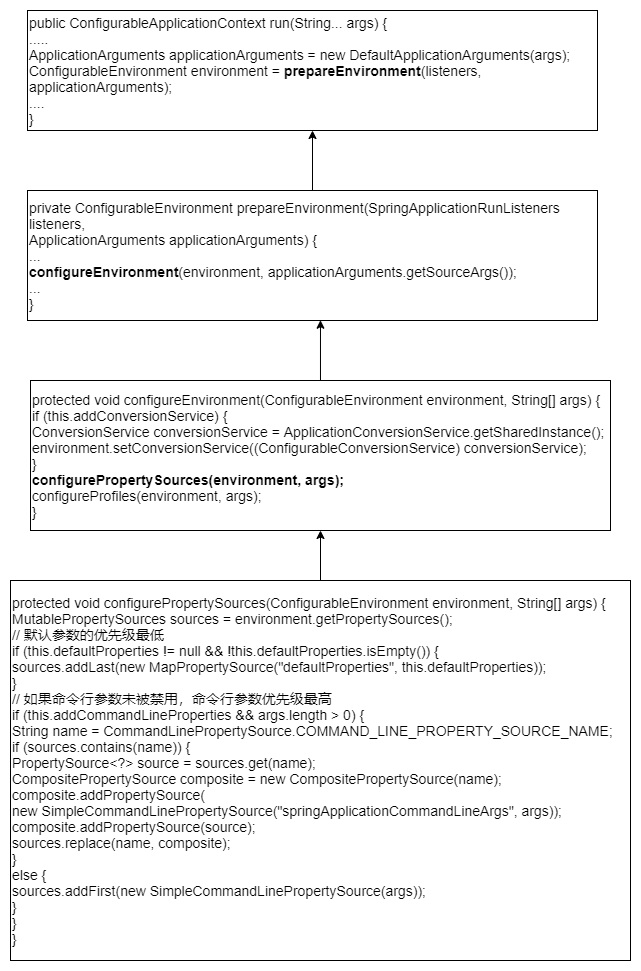 public ConfigurableApplicationContext run(String... args) {
.....
ApplicationArguments applicationArguments = new DefaultApplicationArguments(args);
ConfigurableEnvironment environment = prepareEnvironment(listeners,
applicationArguments);
....
}
private ConfigurableEnvironment prepareEnvironment(SpringApplicationRunListeners
listeners,
ApplicationArguments applicationArguments) {
...
configureEnvironment(environment, applicationArguments.getSourceArgs());
...
}
protected void configureEnvironment(ConfigurableEnvironment environment, String[] args) {
if (this.addConversionService) {
ConversionService conversionService = ApplicationConversionService.getSharedInstance();
environment.setConversionService((ConfigurableConversionService) conversionService);
}
configurePropertySources(environment, args);
configureProfiles(environment, args);
}
protected void configurePropertySources(ConfigurableEnvironment environment, String[] args) {
MutablePropertySources sources = environment.getPropertySources();
// 默认参数的优先级最低
if (this.defaultProperties != null && !this.defaultProperties.isEmpty()) {
sources.addLast(new MapPropertySource("defaultProperties", this.defaultProperties));
}
// 如果命令行参数未被禁用，命令行参数优先级最高
if (this.addCommandLineProperties && args.length > 0) {
String name = CommandLinePropertySource.COMMAND_LINE_PROPERTY_SOURCE_NAME;
if (sources.contains(name)) {
PropertySource<?> source = sources.get(name);
CompositePropertySource composite = new CompositePropertySource(name);
composite.addPropertySource(
new SimpleCommandLinePropertySource("springApplicationCommandLineArgs", args));
composite.addPropertySource(source);
sources.replace(name, composite);
}
else {
sources.addFirst(new SimpleCommandLinePropertySource(args));
}
}
}